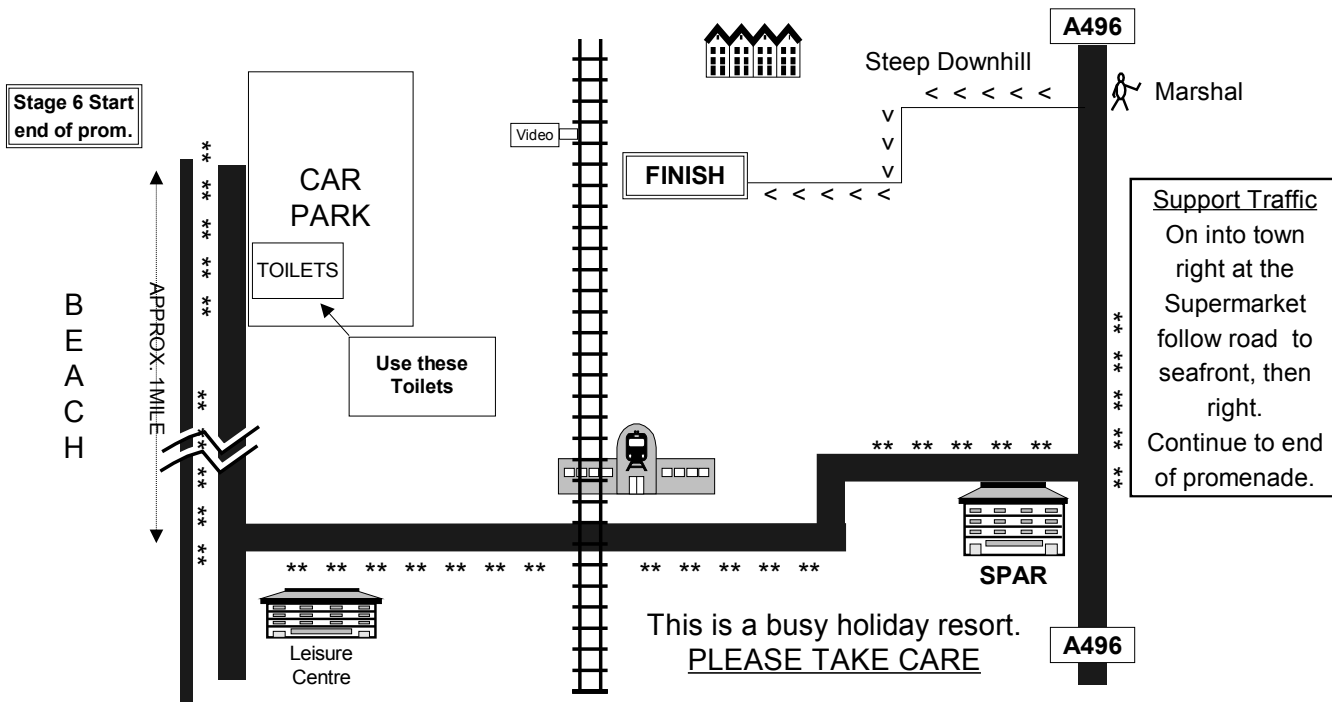 A496
Steep Downhill
< < < < <
Marshal
Stage 6 Start
end of prom.
Video
v
v
v
CAR
PARK
FINISH
< < < < <
TOILETS
Support Traffic
On into town
right at the
Supermarket
follow road to
seafront, then
right.
Continue to end
of promenade.
B
E
A
C
H
APPROX. 1MILE
** ** ** ** **
** ** ** ** **
Use these
Toilets
** ** ** ** **
** ** ** ** **
** ** ** ** ** ** **
** ** ** ** **
SPAR
Leisure
Centre
This is a busy holiday resort.
PLEASE TAKE CARE
A496